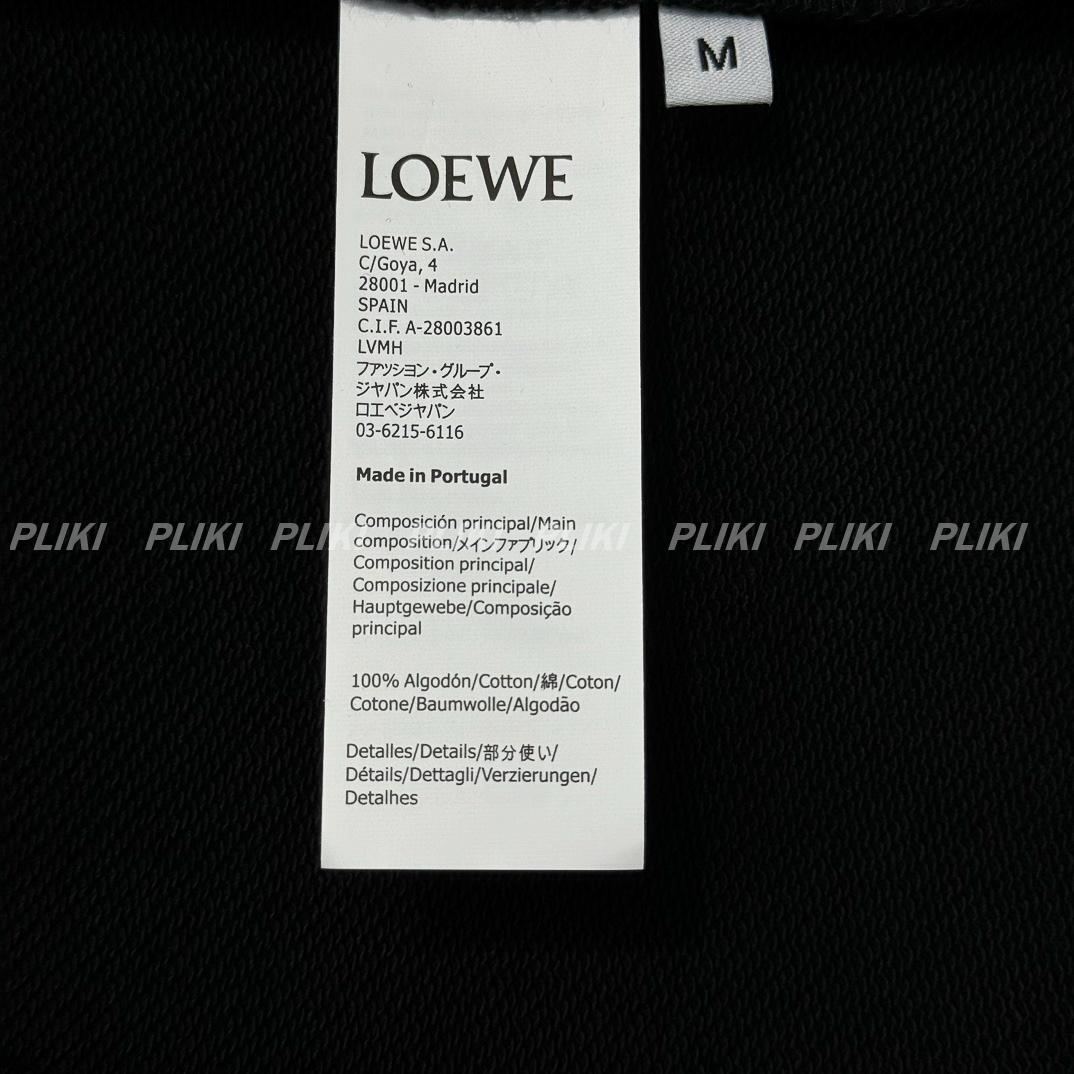 M
LOEWE
LOEWE S.A.
C/Goya, 4
28001 - Madrid
SPAIN
C.I.F. A-28003861
LVMH
ファッション・グループ・
ジャパン株式会社
ロエベジャパン
03-6215-6116
Made in Portugal
Composición principal/Main
composition/メインファブリック/
Composition principal/
Composizione principale/
Hauptgewebe/Composição
principal
PLIKI PLIKI PLIKI PLIKI PLIKI PLIKI PLIKI PLIKI
100% Algodón/Cotton/綿/Coton/
Cotone/Baumwolle/Algodão
Detalles/Details/部分使い/
Détails/Dettagli/Verzierungen/
Detalhes